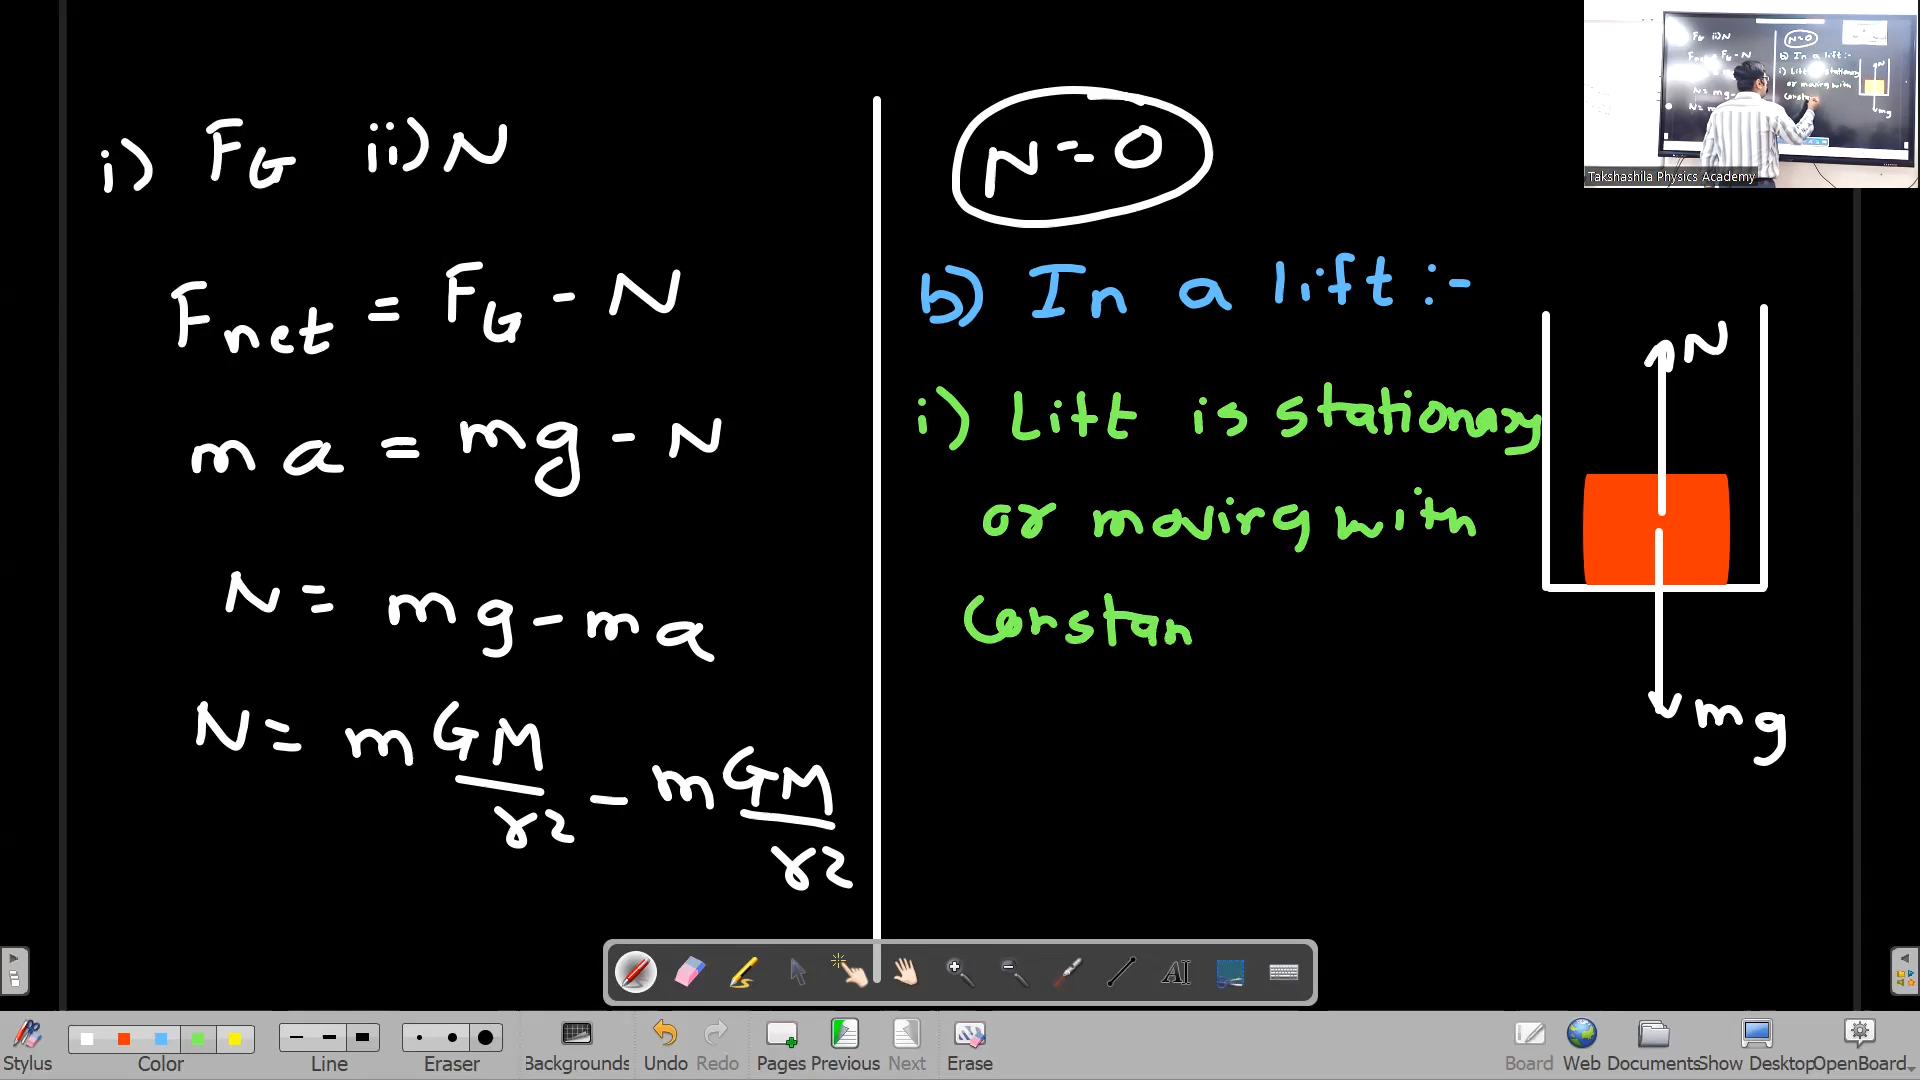 i) FG ii) N
Fnet = FG - N
ma = mg - N
N = mg - ma
N = m GM/r2 - m GM/r2
N = 0
b) In a lift :-
i) Lift is stationary
or moving with
Constan
N
mg
Takshashila Physics Academy
Stylus
Color
Line
Eraser
Backgrounds
Undo
Redo
Pages
Previous
Next
Erase
Board
Web
Documents
Show Desktop
OpenBoard